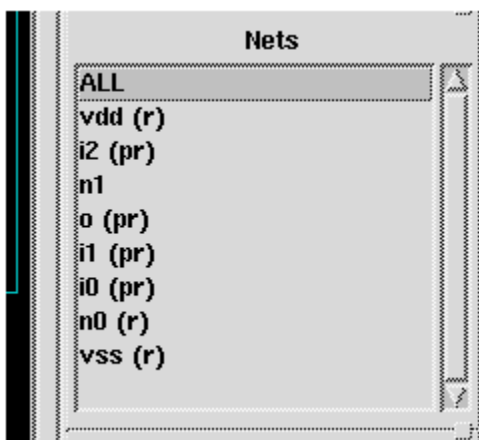 Nets
ALL
vdd (r)
i2 (pr)
n1
o (pr)
i1 (pr)
i0 (pr)
n0 (r)
vss (r)